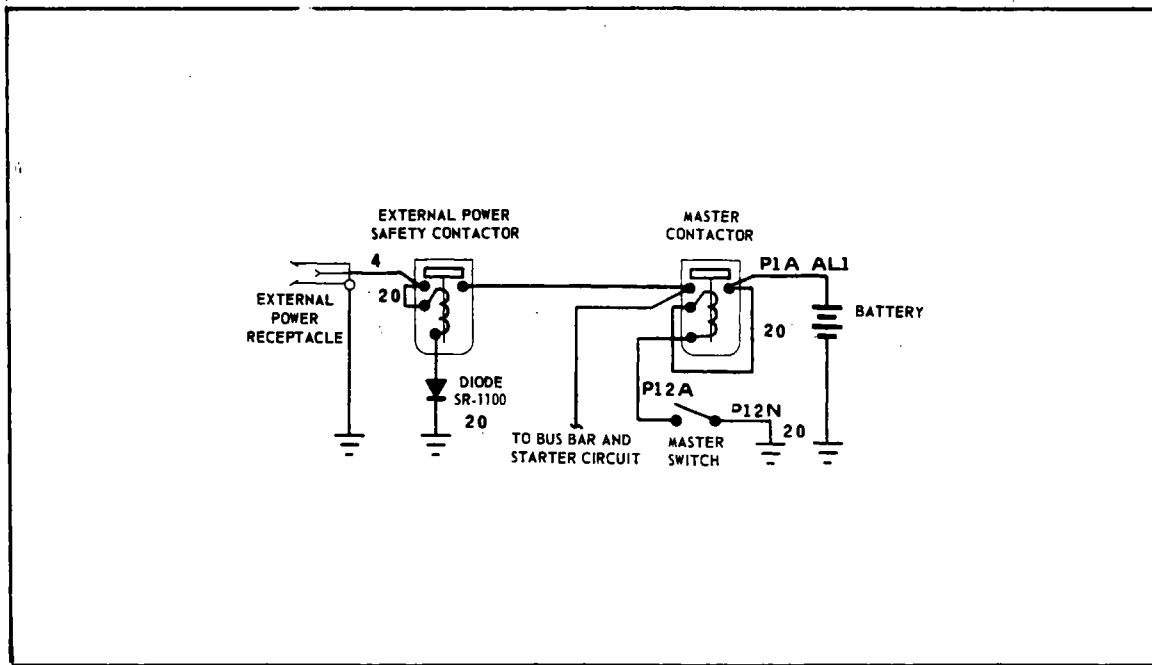 EXTERNAL POWER
SAFETY CONTACTOR
MASTER
CONTACTOR
4
P1A AL1
20
EXTERNAL
POWER
RECEPTACLE
BATTERY
20
DIODE
SR-1100
20
P12A
P12N
20
TO BUS BAR AND
STARTER CIRCUIT
MASTER
SWITCH